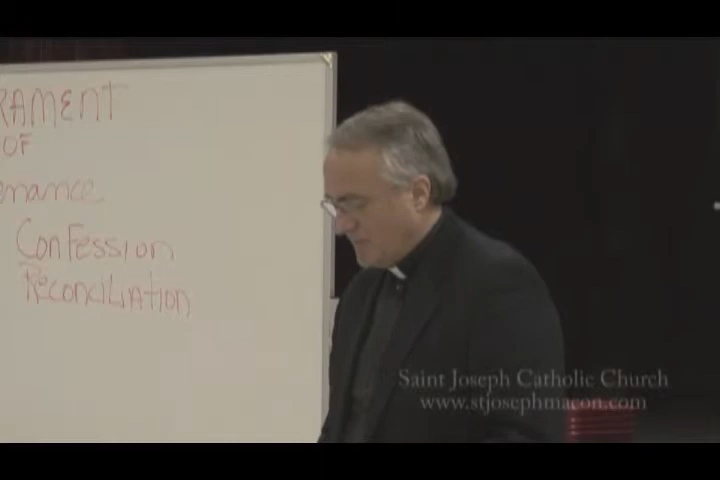 RAMENT
OF
enance
Confession
Reconciliation
Saint Joseph Catholic Church
www.stjosephmacon.com